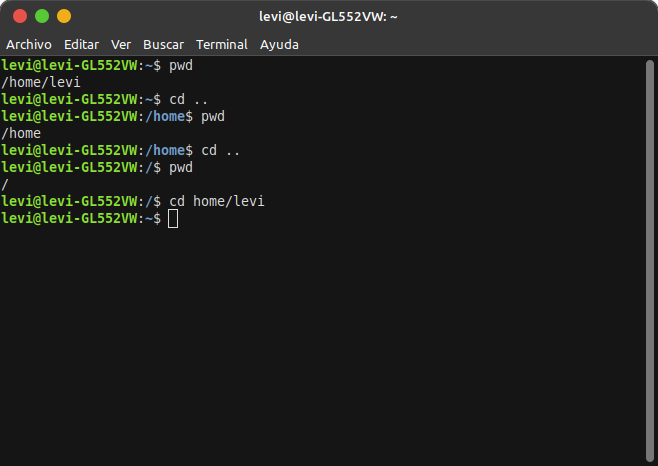 levi@levi-GL552VW: ~
Archivo Editar Ver Buscar Terminal Ayuda
levi@levi-GL552VW:~$ pwd
/home/levi
levi@levi-GL552VW:~$ cd ..
levi@levi-GL552VW:/home$ pwd
/home
levi@levi-GL552VW:/home$ cd ..
levi@levi-GL552VW:/$ pwd
/
levi@levi-GL552VW:/$ cd home/levi
levi@levi-GL552VW:~$